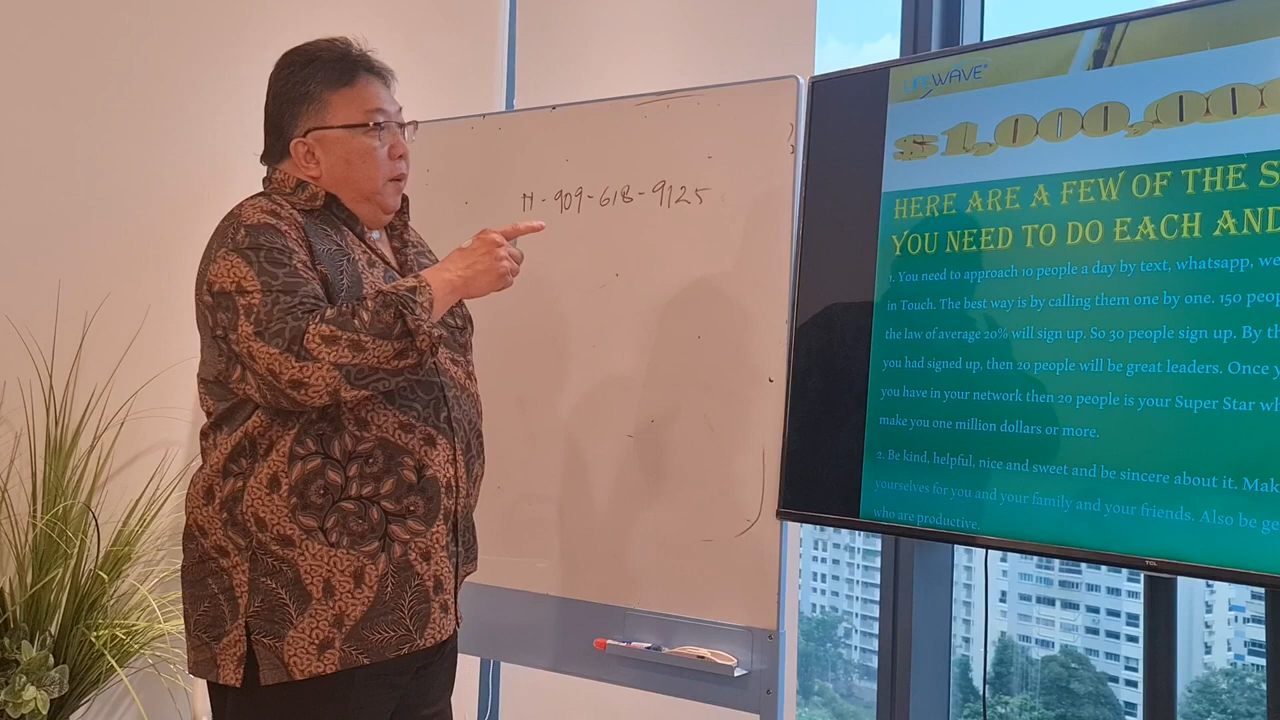 H-909-618-9125
LIFEWAVE
$1,000,00
HERE ARE A FEW OF THE S
YOU NEED TO DO EACH AND
1. You need to approach 10 people a day by text, whatsapp, we
in Touch. The best way is by calling them one by one. 150 peop
the law of average 20% will sign up. So 30 people sign up. By th
you had signed up, then 20 people will be great leaders. Once y
you have in your network then 20 people is your Super Star wh
make you one million dollars or more.
2. Be kind, helpful, nice and sweet and be sincere about it. Mak
yourselves for you and your family and your friends. Also be ge
who are productive.
TCL